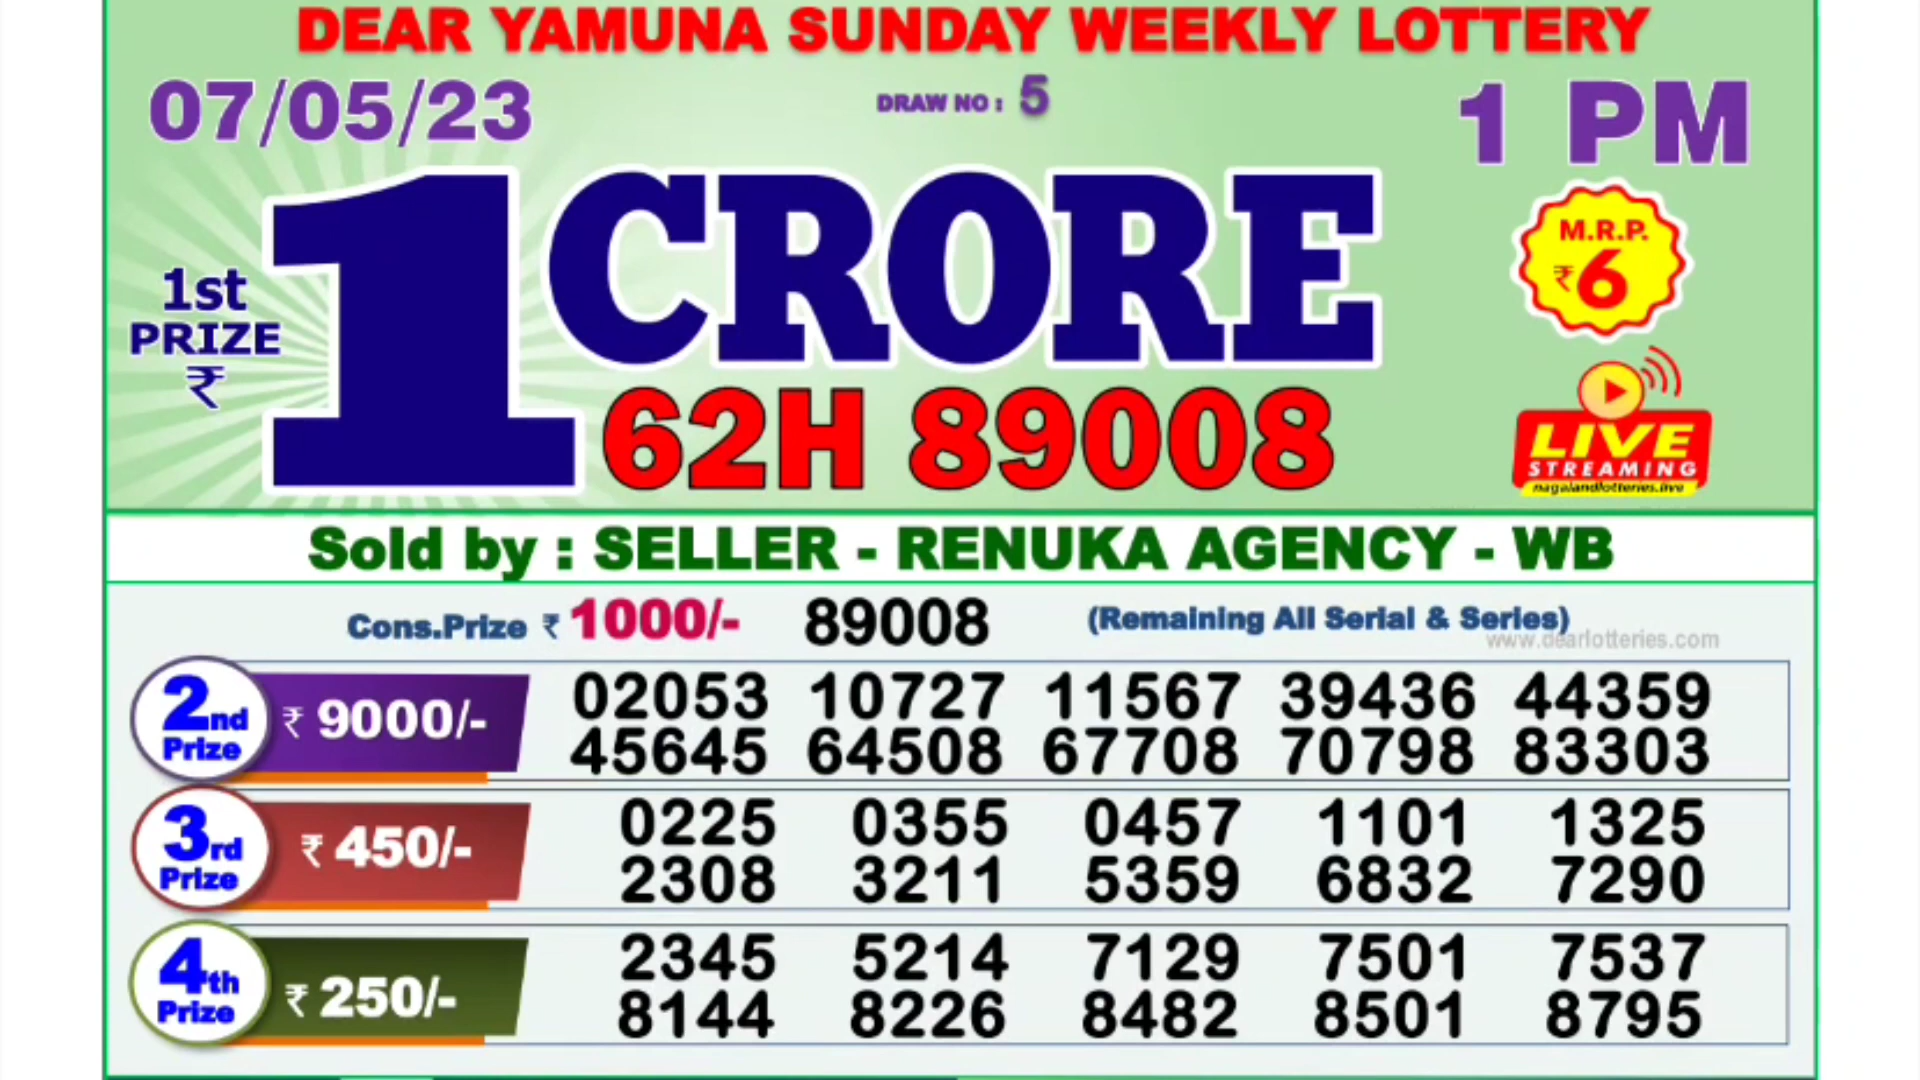 DEAR YAMUNA SUNDAY WEEKLY LOTTERY
07/05/23
DRAW NO : 5
1 PM
1st
PRIZE
₹
1 CRORE
62H 89008
M.R.P.
₹6
LIVE
STREAMING
nagalandlotteries.live
Sold by : SELLER - RENUKA AGENCY - WB
Cons.Prize ₹ 1000/- 89008 (Remaining All Serial & Series)
www.dearlotteries.com
2nd Prize ₹ 9000/-
02053 10727 11567 39436 44359
45645 64508 67708 70798 83303
3rd Prize ₹ 450/-
0225 0355 0457 1101 1325
2308 3211 5359 6832 7290
4th Prize ₹ 250/-
2345 5214 7129 7501 7537
8144 8226 8482 8501 8795